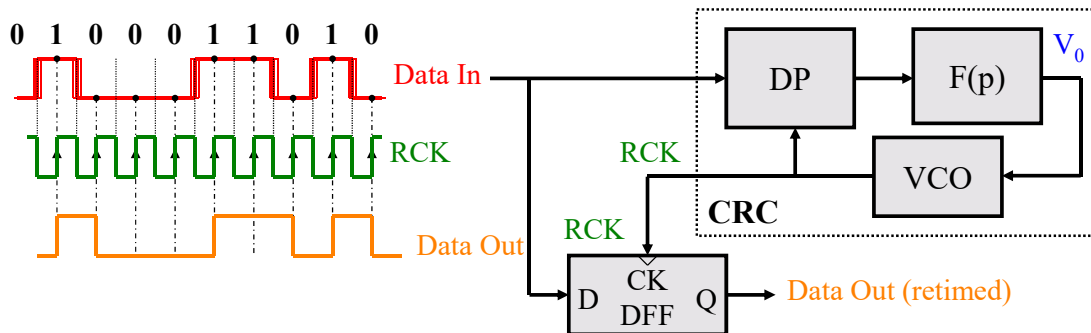 0 1 0 0 0 1 1 0 1 0
Data In
RCK
Data Out
DP
F(p)
V0
RCK
VCO
CRC
RCK
CK
D DFF Q
Data Out (retimed)